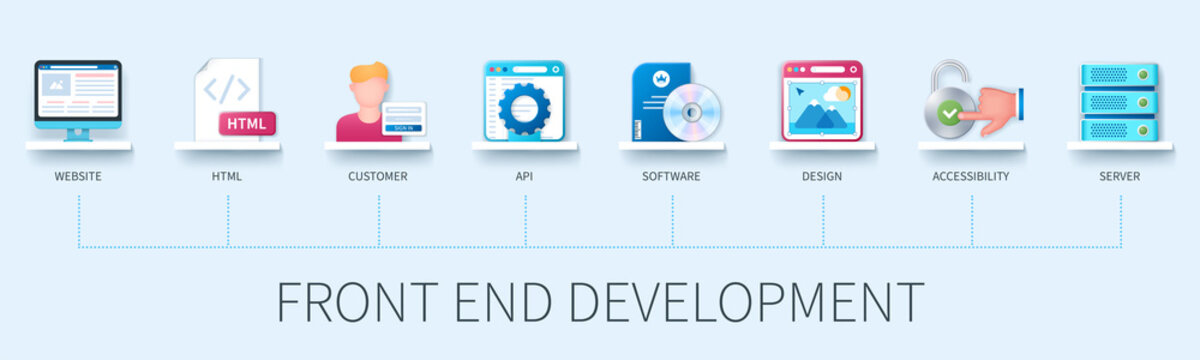 </>
HTML
SIGN IN
WEBSITE
HTML
CUSTOMER
API
SOFTWARE
DESIGN
ACCESSIBILITY
SERVER
FRONT END DEVELOPMENT